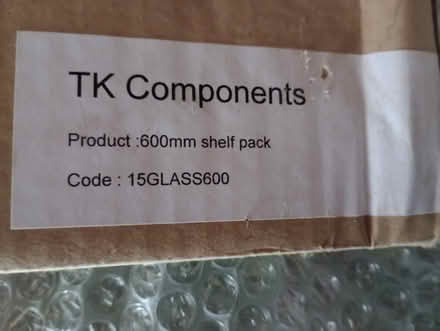 TK Components
Product :600mm shelf pack
Code : 15GLASS600